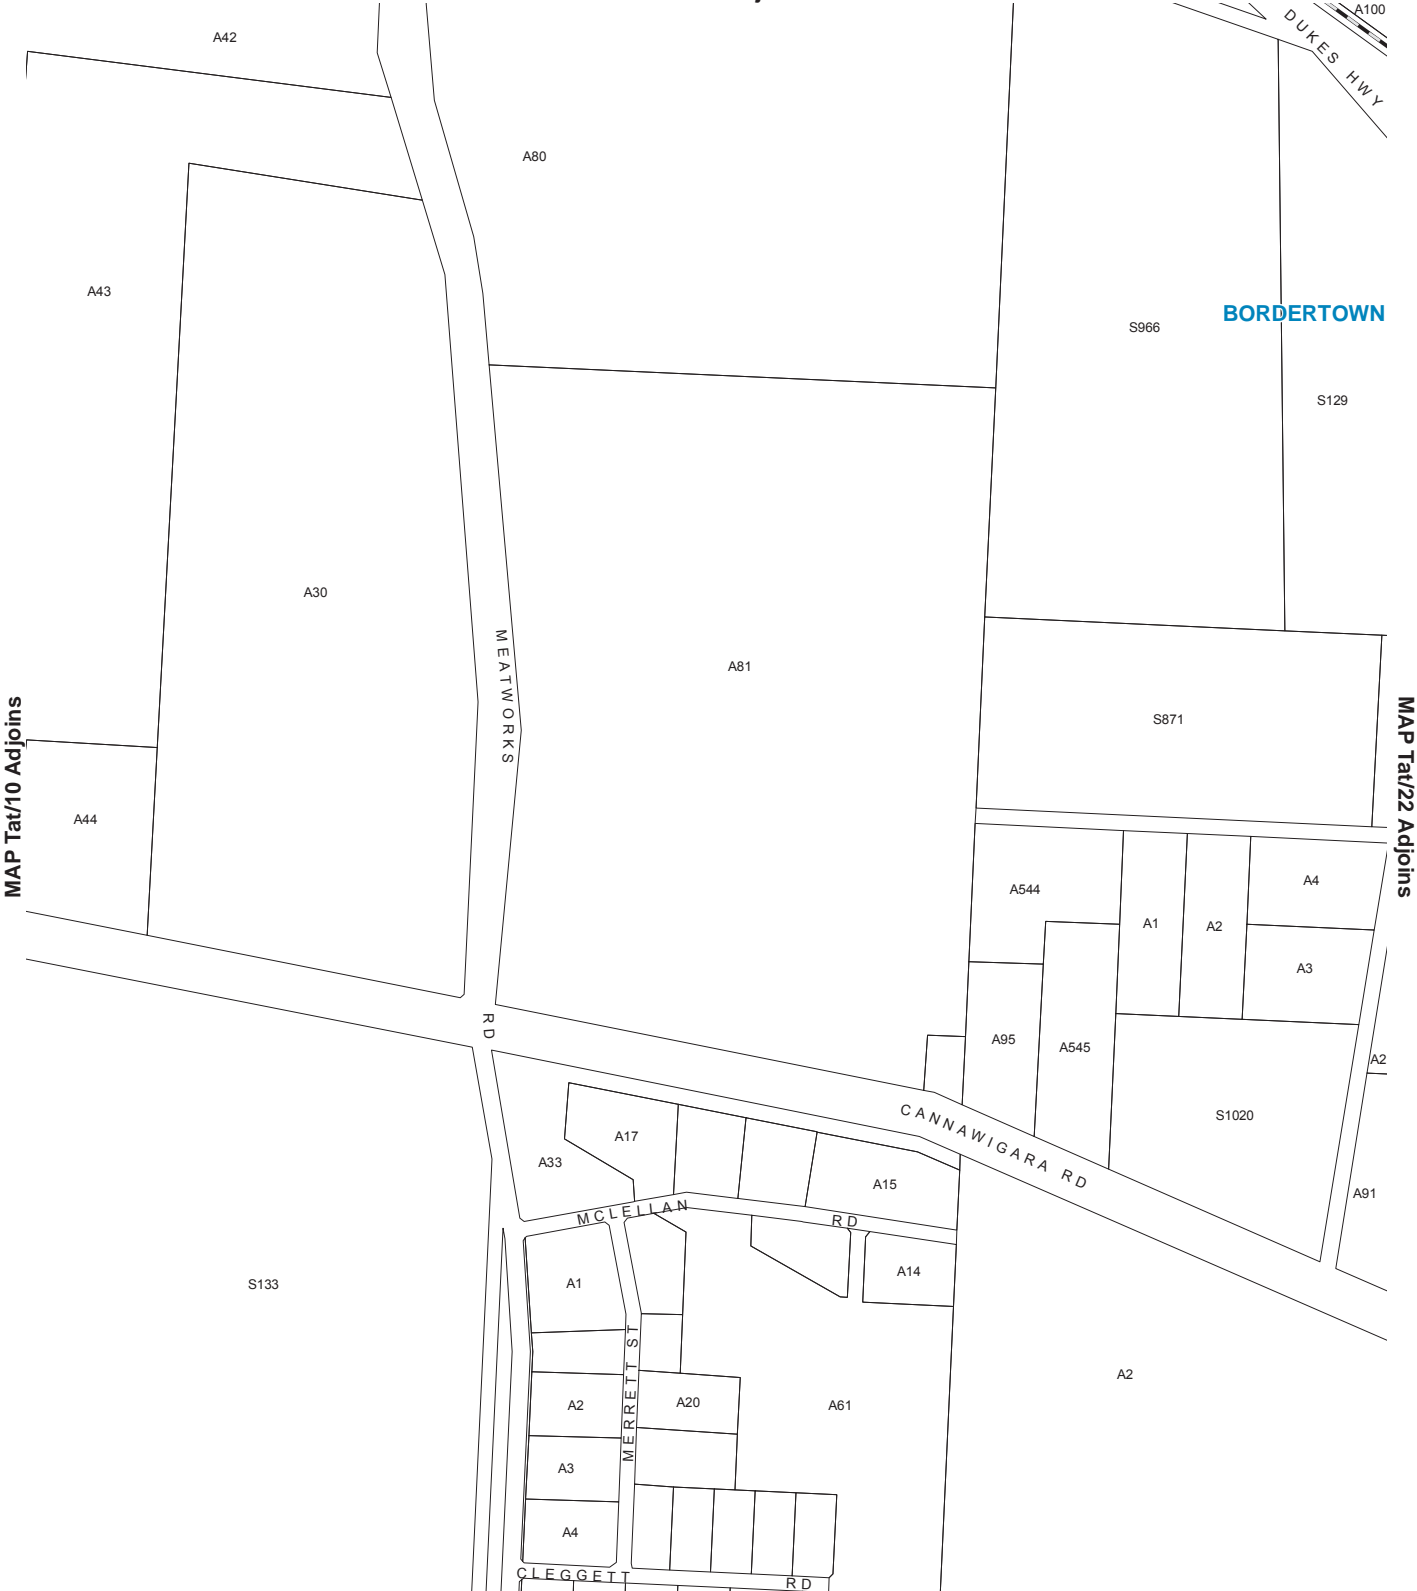 A100
DUKES HWY
A42
A80
A43
S966
BORDERTOWN
S129
A30
MEATWORKS
A81
S871
MAP Tat/10 Adjoins
MAP Tat/22 Adjoins
A44
A544
A4
A1
A2
A3
RD
A95
A545
A2
S1020
CANNAWIGARA RD
A17
A33
A15
A91
MCLELLAN RD
A14
A1
S133
MERRETT ST
A2
A2
A20
A61
A3
A4
CLEGGETT RD